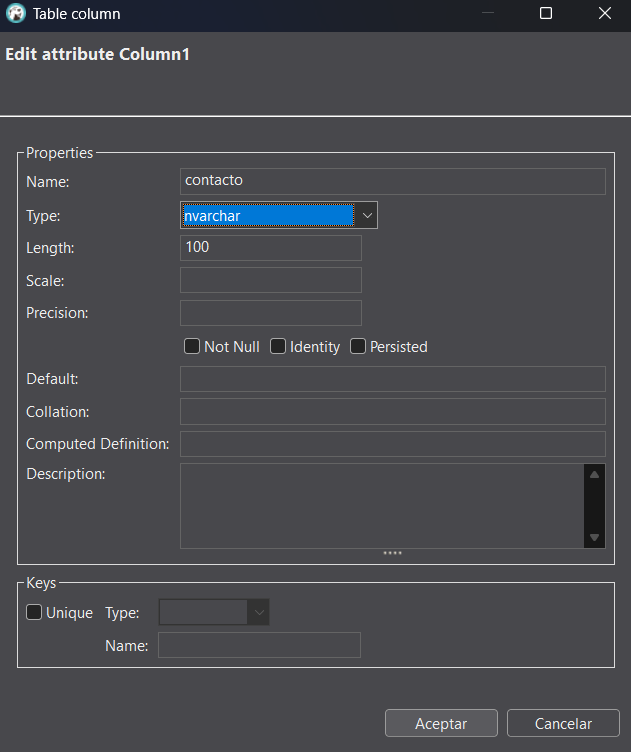 Table column
Edit attribute Column1
Properties
Name: contacto
Type: nvarchar
Length: 100
Scale:
Precision:
Not Null Identity Persisted
Default:
Collation:
Computed Definition:
Description:
Keys
Unique Type:
Name:
Aceptar Cancelar